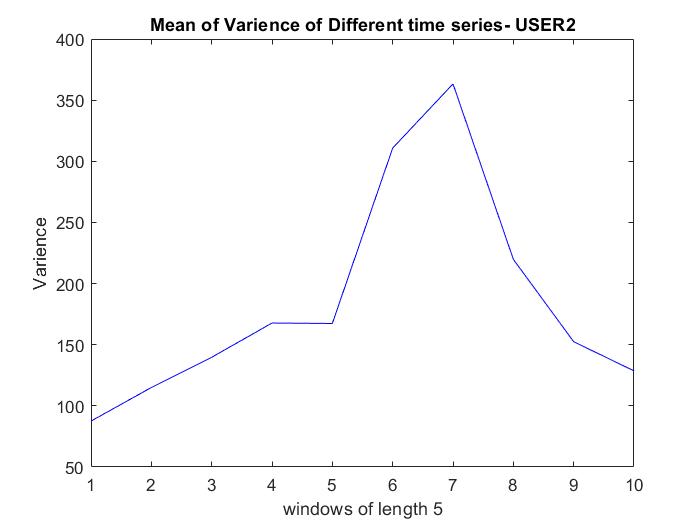 Mean of Varience of Different time series- USER2
400
350
300
250
200
150
100
50
Varience
1 2 3 4 5 6 7 8 9 10
windows of length 5